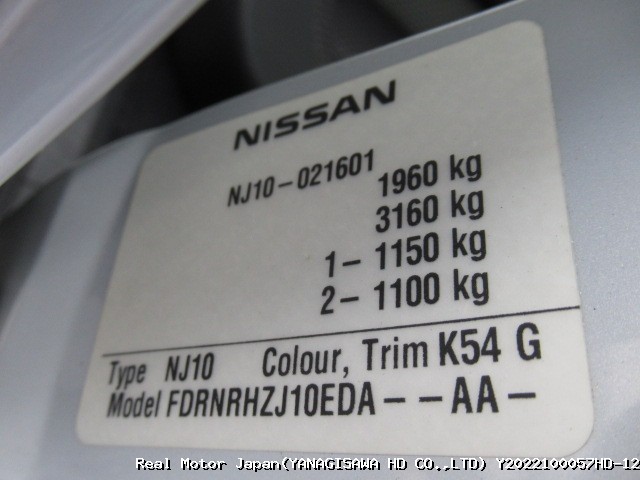 NISSAN
NJ10-021601
1960 kg
3160 kg
1- 1150 kg
2- 1100 kg
Type NJ10 Colour, Trim K54 G
Model FDRNRHZJ10EDA--AA-
Real Motor Japan(YANAGISAWA HD CO.,LTD) Y2022100057HD-12